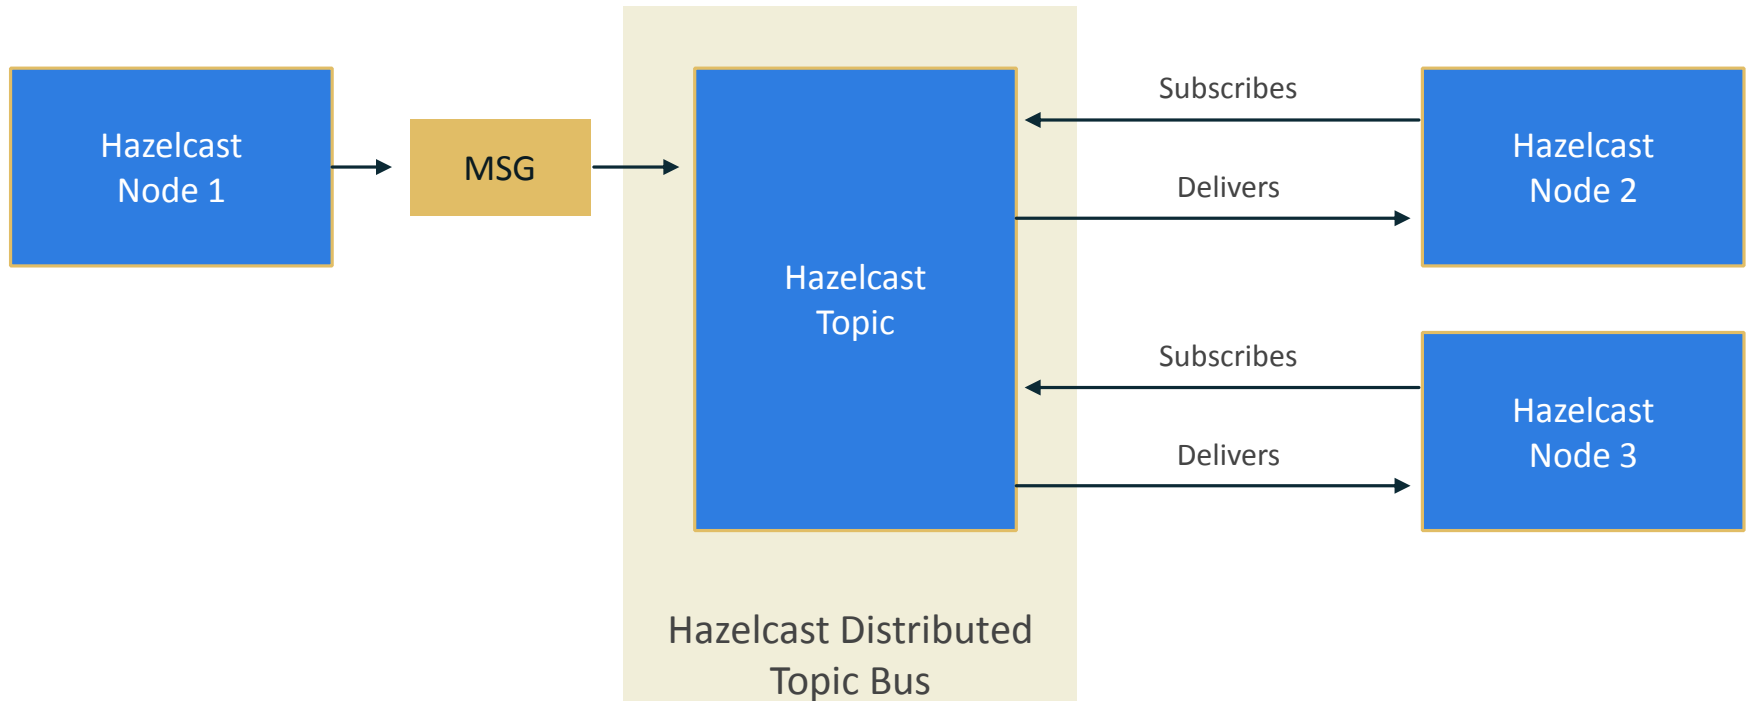 Hazelcast
Node 1
MSG
Hazelcast
Topic
Subscribes
Delivers
Hazelcast
Node 2
Subscribes
Delivers
Hazelcast
Node 3
Hazelcast Distributed
Topic Bus